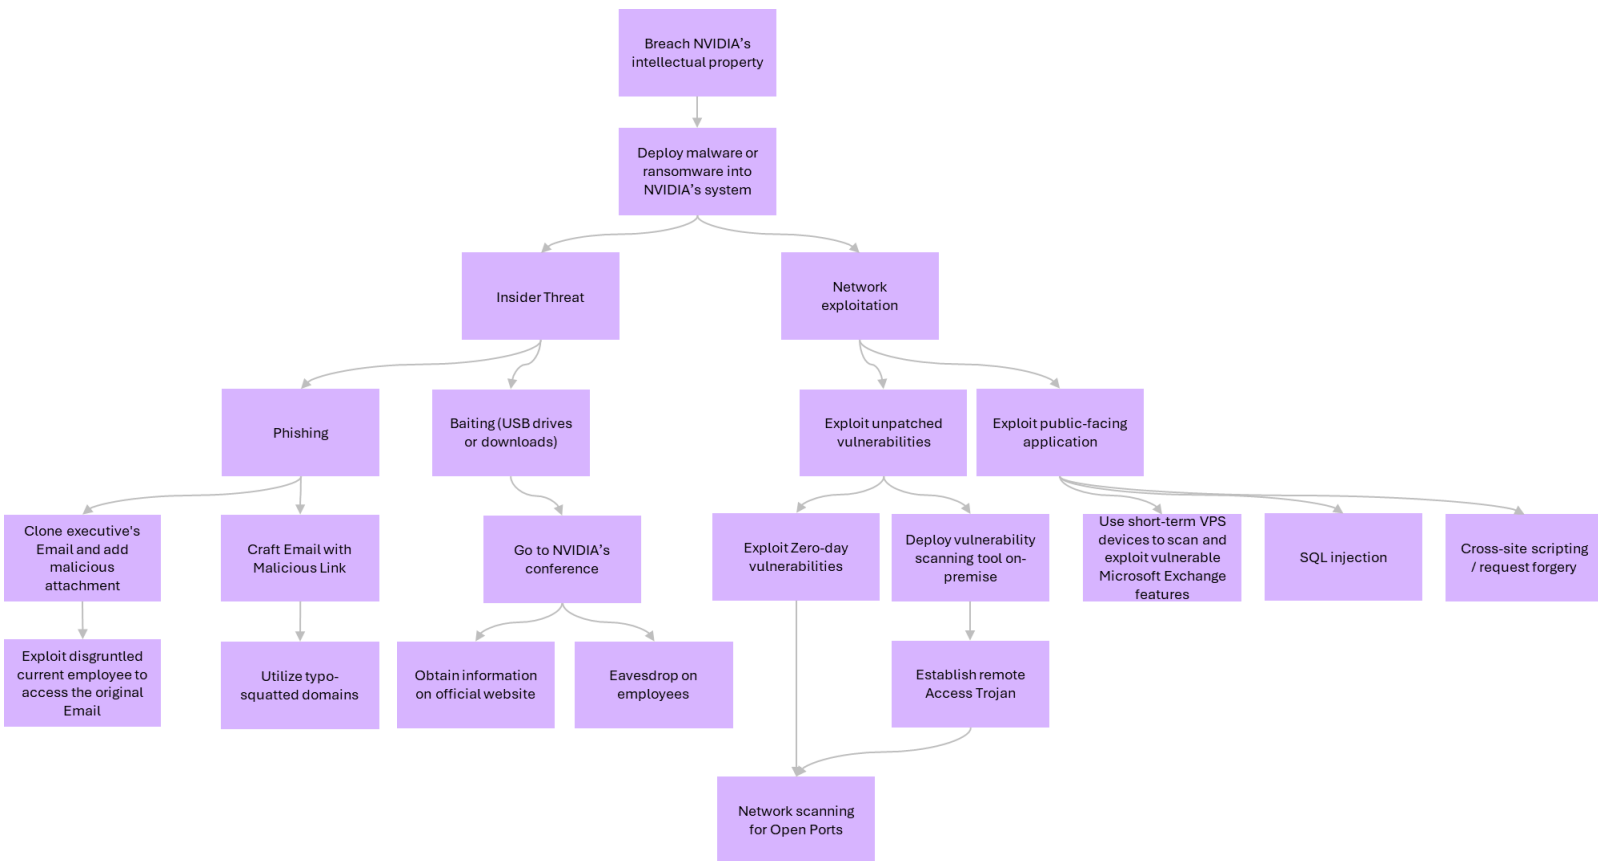 Breach NVIDIA's
intellectual property
Deploy malware or
ransomware into
NVIDIA's system
Insider Threat
Network
exploitation
Phishing
Baiting (USB drives
or downloads)
Exploit unpatched
vulnerabilities
Exploit public-facing
application
Clone executive's
Email and add
malicious
attachment
Craft Email with
Malicious Link
Go to NVIDIA's
conference
Exploit Zero-day
vulnerabilities
Deploy vulnerability
scanning tool on-
premise
Use short-term VPS
devices to scan and
exploit vulnerable
Microsoft Exchange
features
SQL injection
Cross-site scripting
/ request forgery
Exploit disgruntled
current employee to
access the original
Email
Utilize typo-
squatted domains
Obtain information
on official website
Eavesdrop on
employees
Establish remote
Access Trojan
Network scanning
for Open Ports